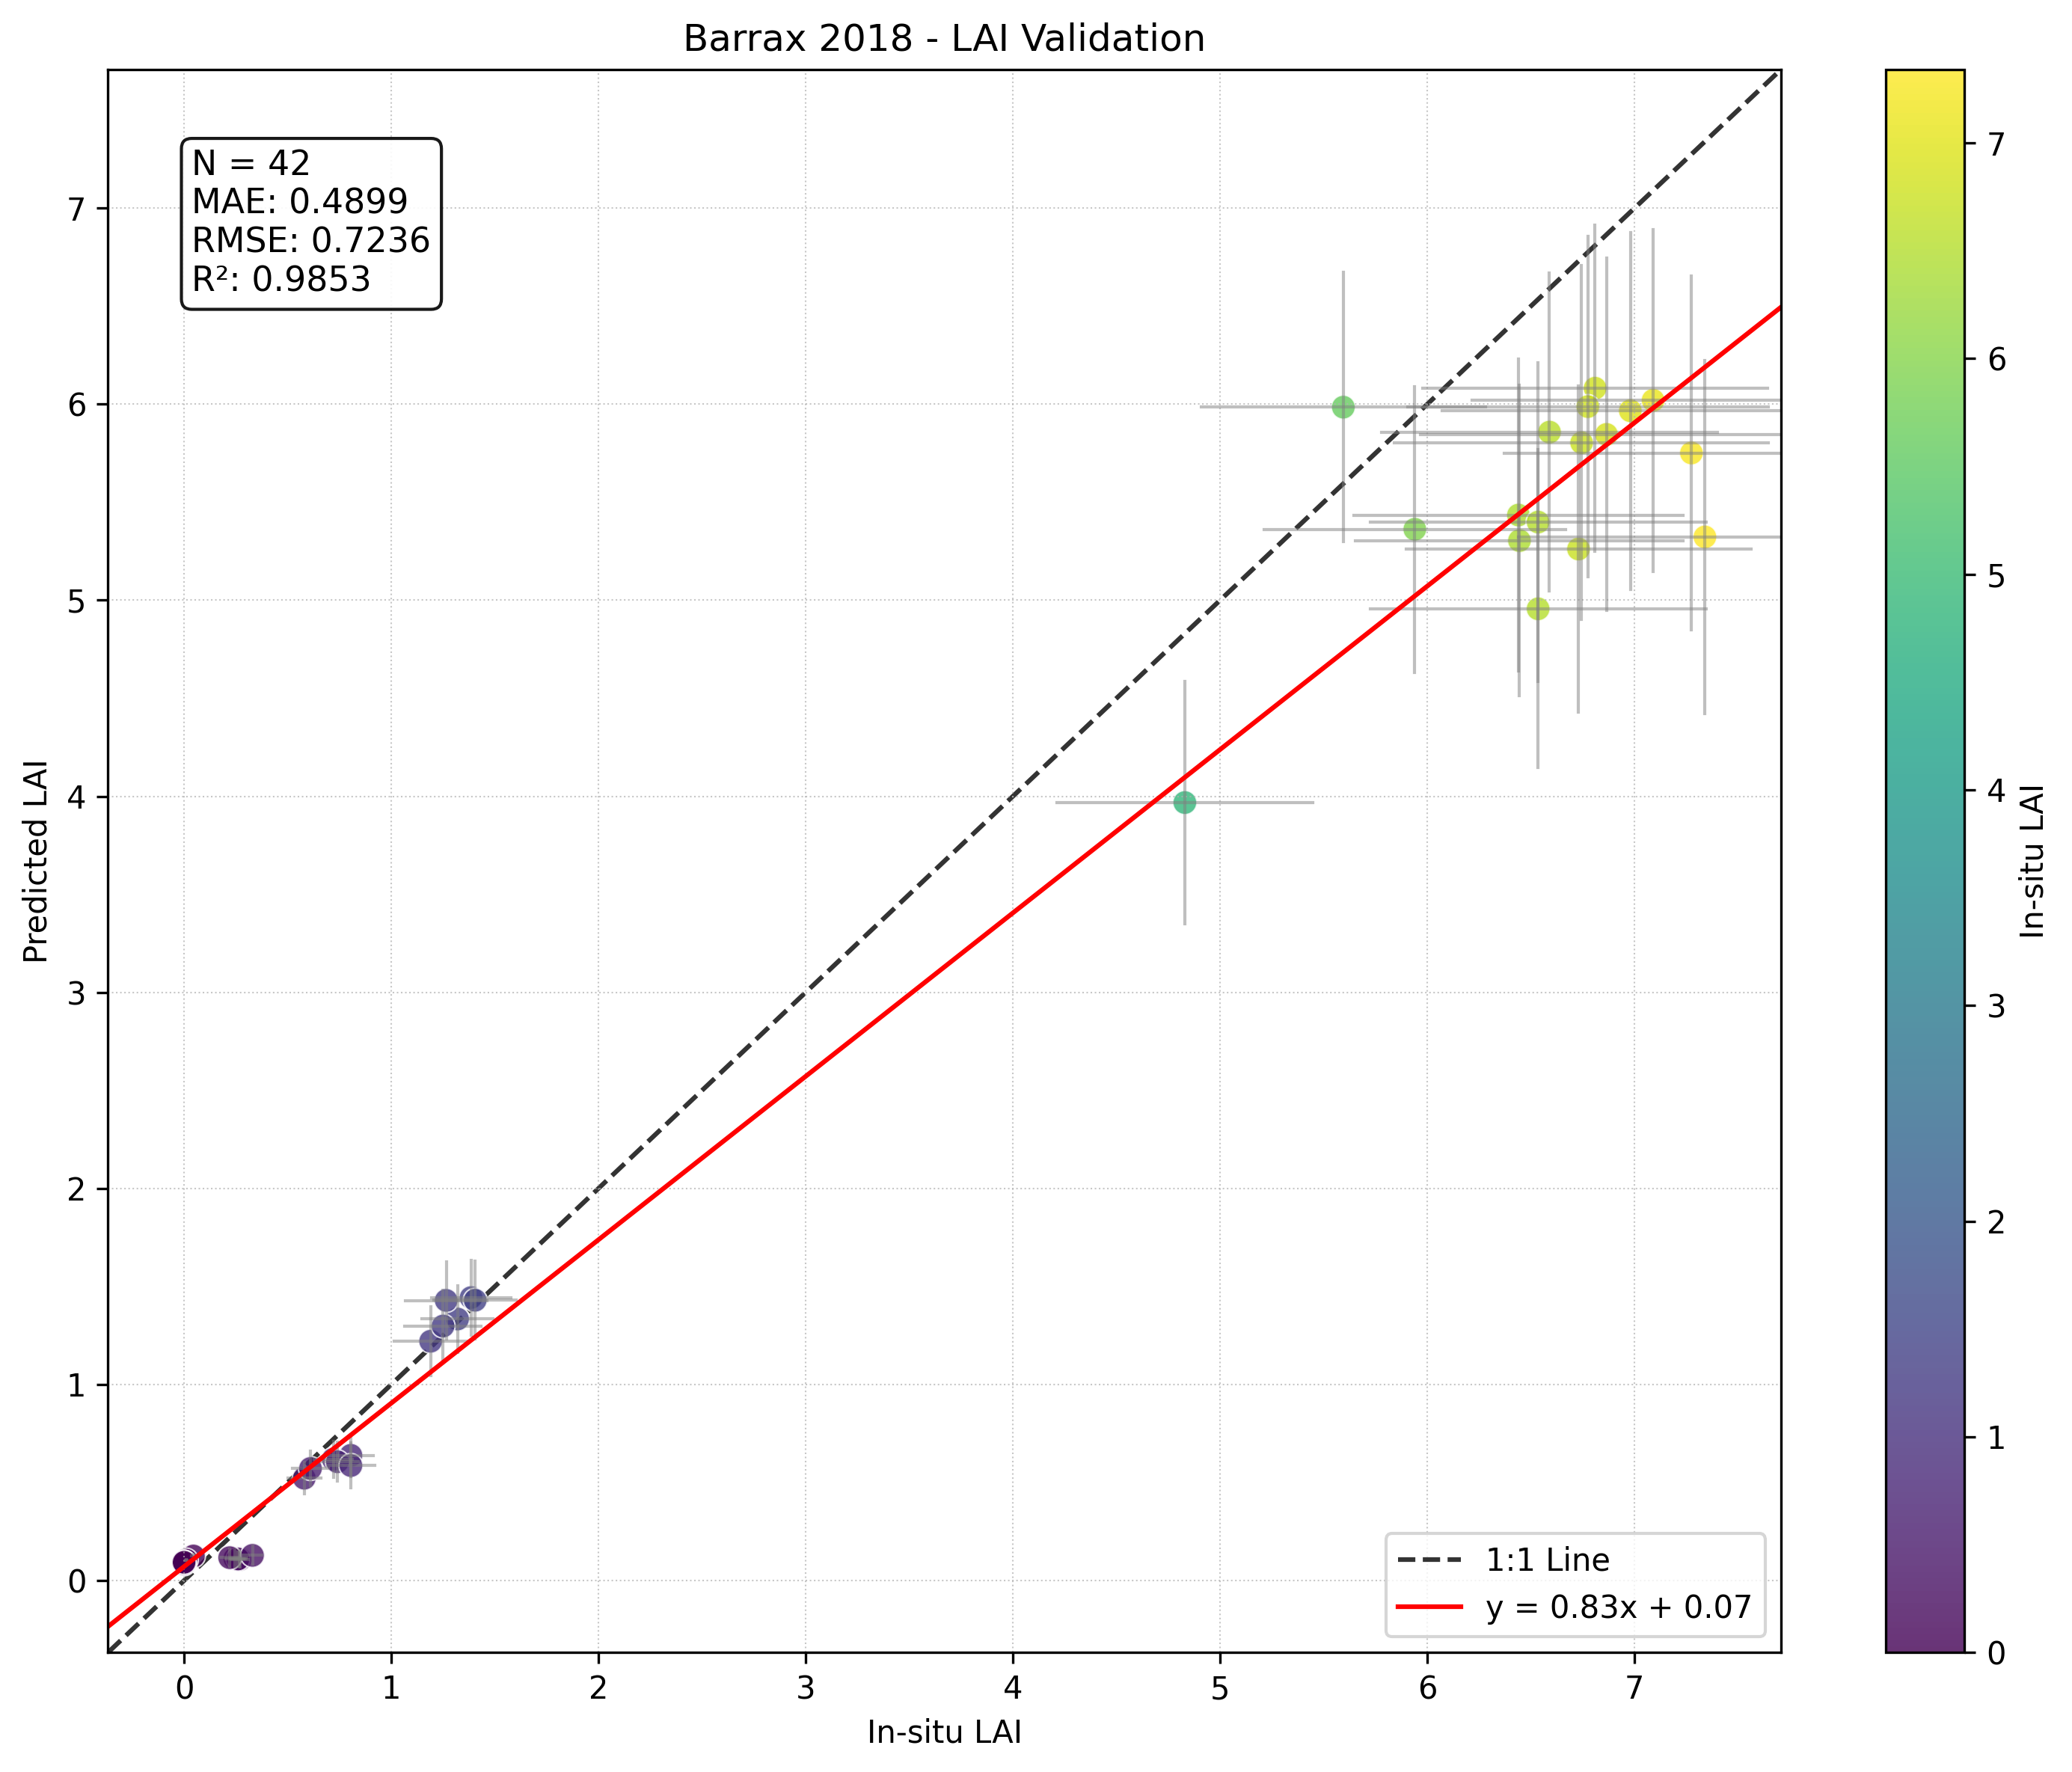 Barrax 2018 - LAI Validation
N = 42
MAE: 0.4899
RMSE: 0.7236
R²: 0.9853
Predicted LAI
7
6
5
4
3
2
1
0
0 1 2 3 4 5 6 7
In-situ LAI
1:1 Line
y = 0.83x + 0.07
7
6
5
4
3
2
1
0
In-situ LAI